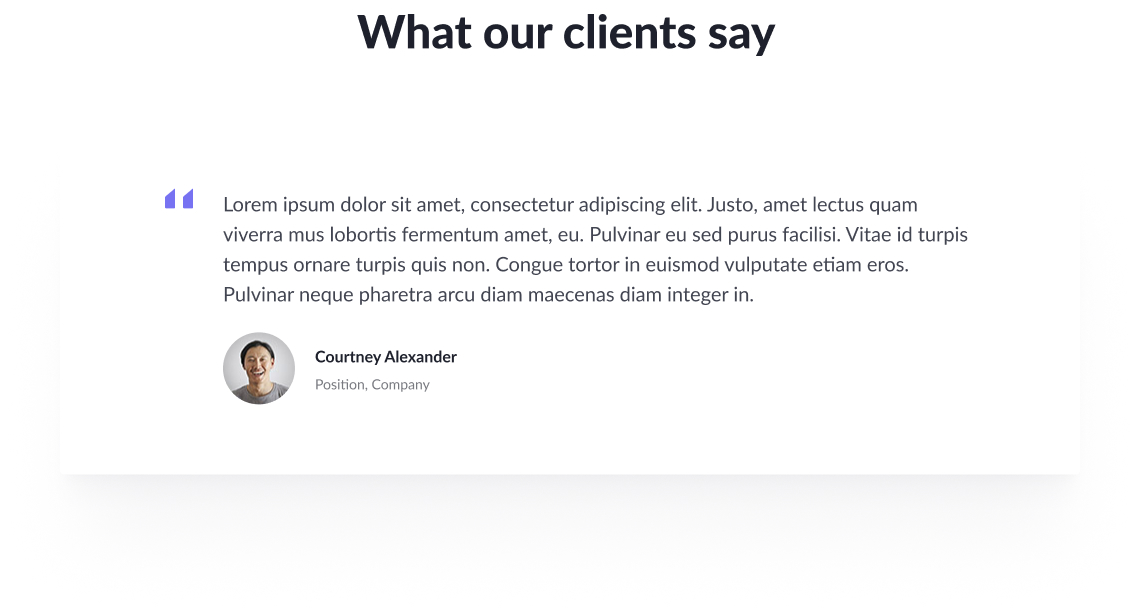 What our clients say
Lorem ipsum dolor sit amet, consectetur adipiscing elit. Justo, amet lectus quam
viverra mus lobortis fermentum amet, eu. Pulvinar eu sed purus facilisi. Vitae id turpis
tempus ornare turpis quis non. Congue tortor in euismod vulputate etiam eros.
Pulvinar neque pharetra arcu diam maecenas diam integer in.
Courtney Alexander
Position, Company